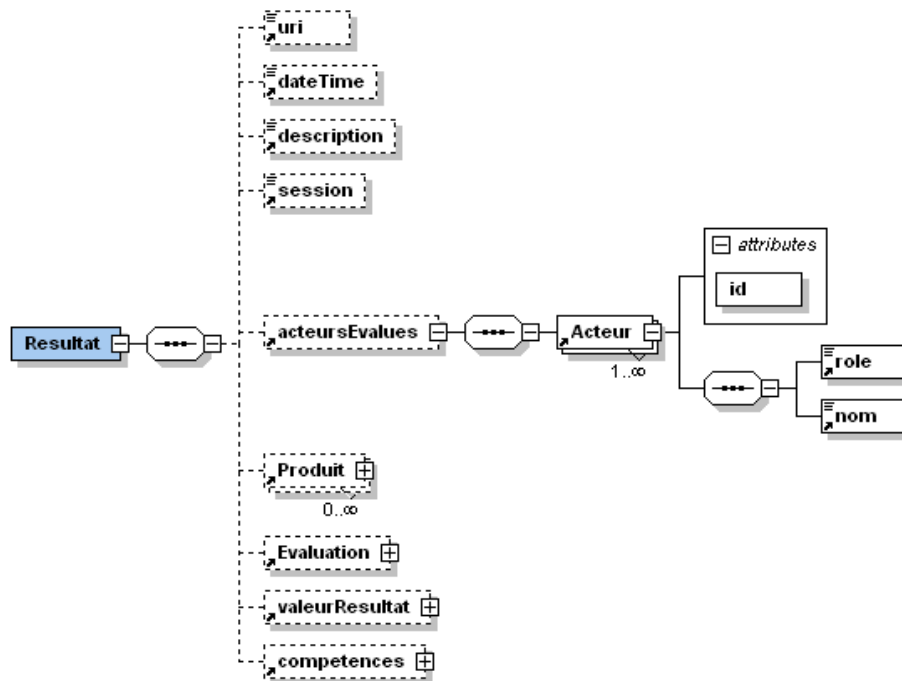 uri
dateTime
description
session
attributes
id
Resultat
acteursEvalues
Acteur
1..∞
role
nom
Produit
0..∞
Evaluation
valeurResultat
competences